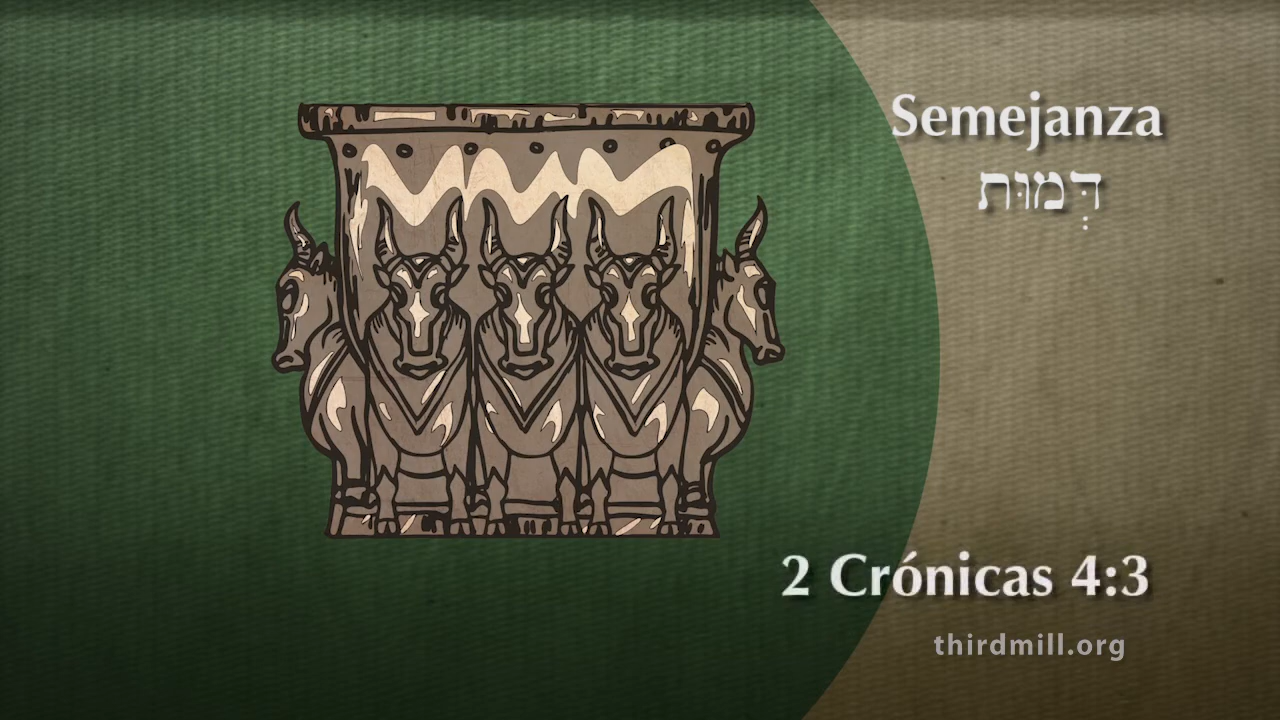 Semejanza
דְּמוּת
2 Crónicas 4:3
thirdmill.org